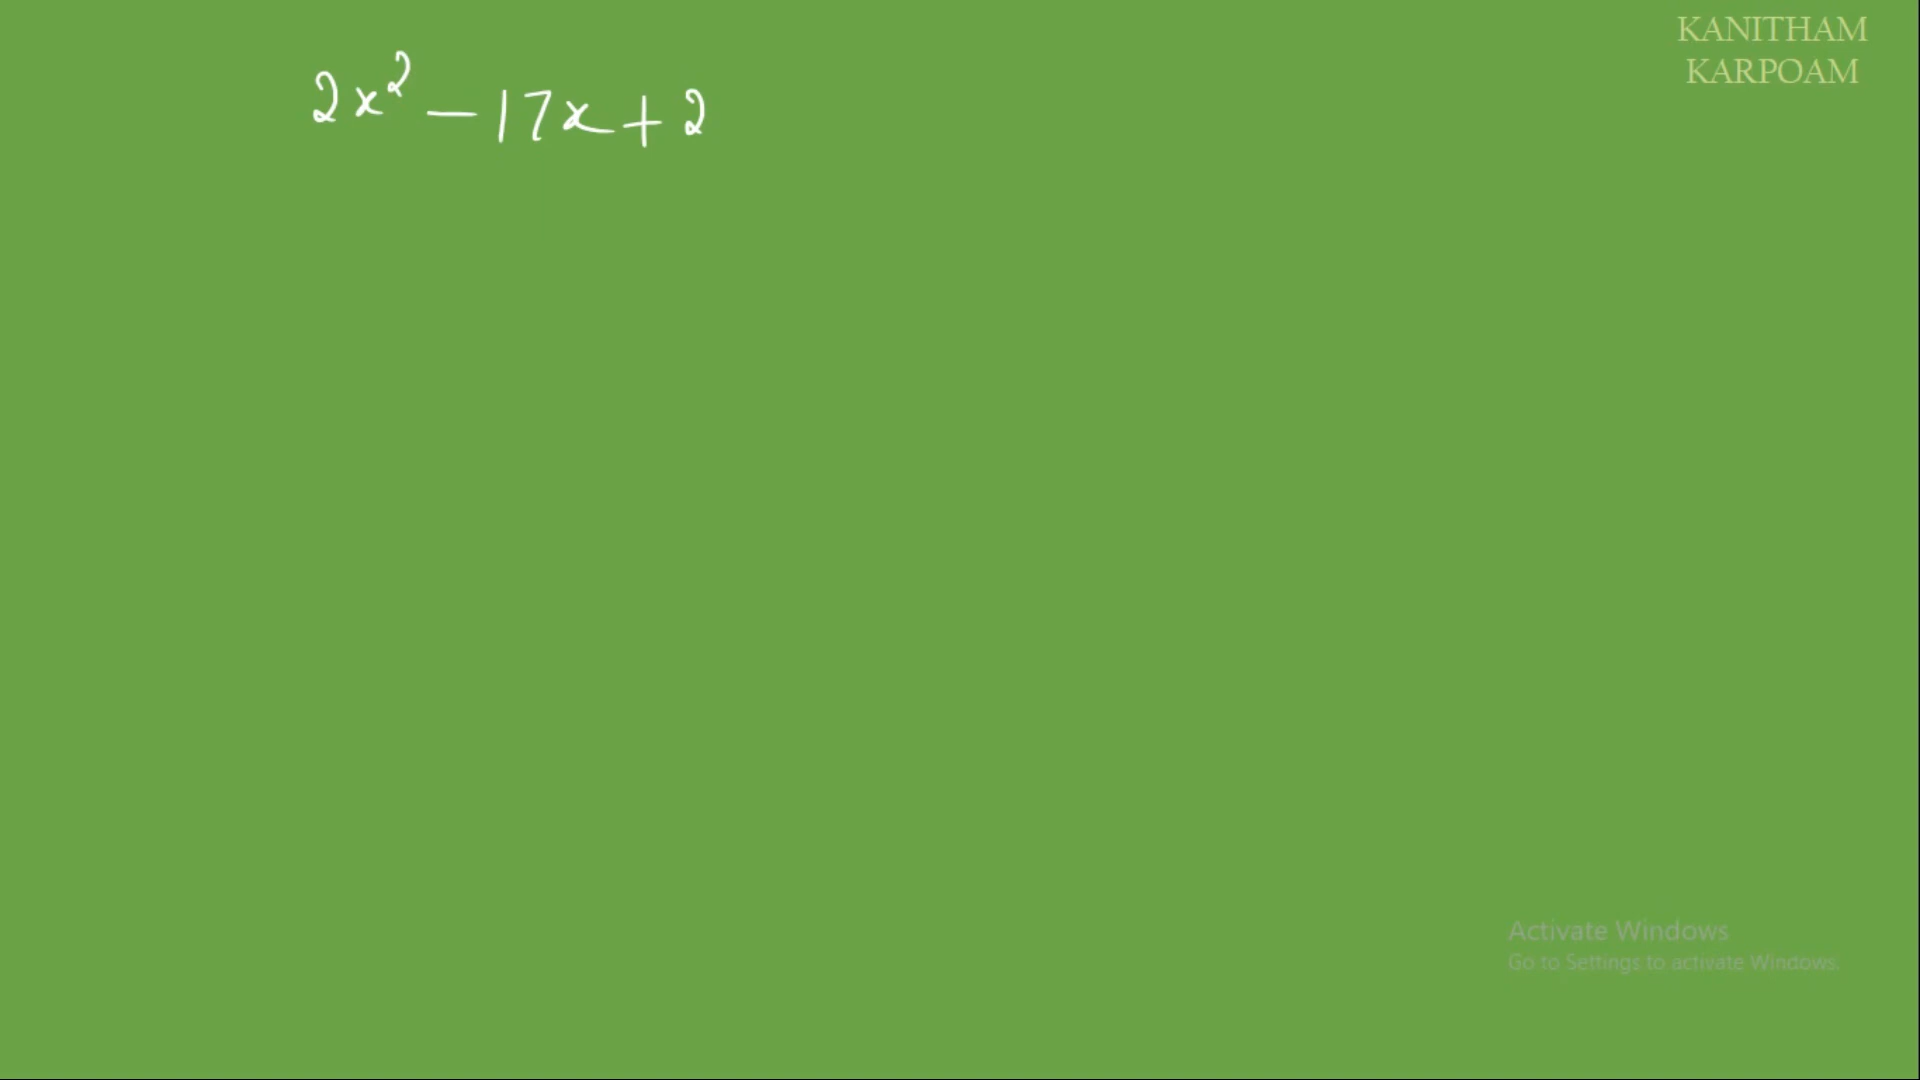 2x² – 17x + 2
KANITHAM
KARPOAM
Activate Windows
Go to Settings to activate Windows.